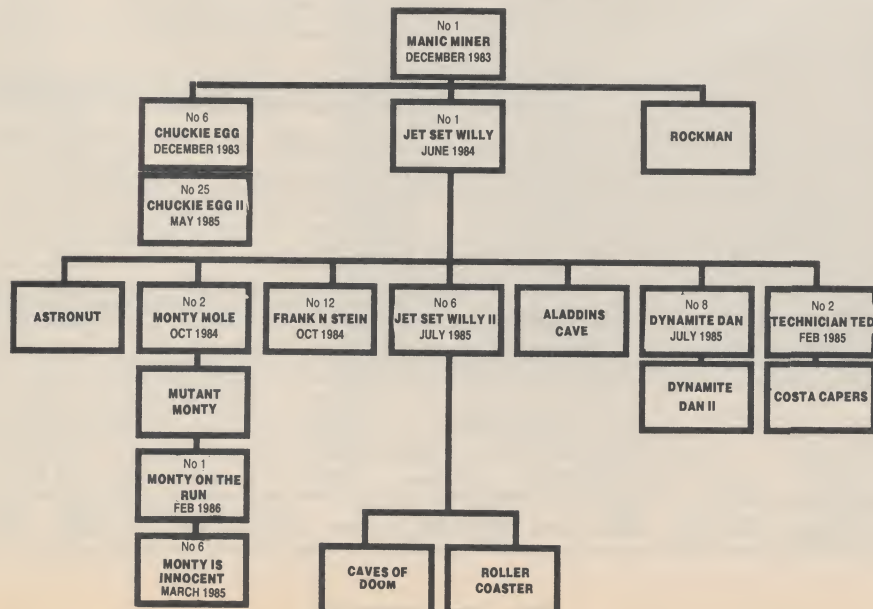 No 1
MANIC MINER
DECEMBER 1983
No 6
CHUCKIE EGG
DECEMBER 1983
No 1
JET SET WILLY
JUNE 1984
ROCKMAN
No 25
CHUCKIE EGG II
MAY 1985
ASTRONUT
No 2
MONTY MOLE
OCT 1984
No 12
FRANK N STEIN
OCT 1984
No 6
JET SET WILLY II
JULY 1985
ALADDINS
CAVE
No 8
DYNAMITE DAN
JULY 1985
No 2
TECHNICIAN TED
FEB 1985
MUTANT
MONTY
DYNAMITE
DAN II
COSTA CAPERS
No 1
MONTY ON THE
RUN
FEB 1986
No 6
MONTY IS
INNOCENT
MARCH 1985
CAVES OF
DOOM
ROLLER
COASTER